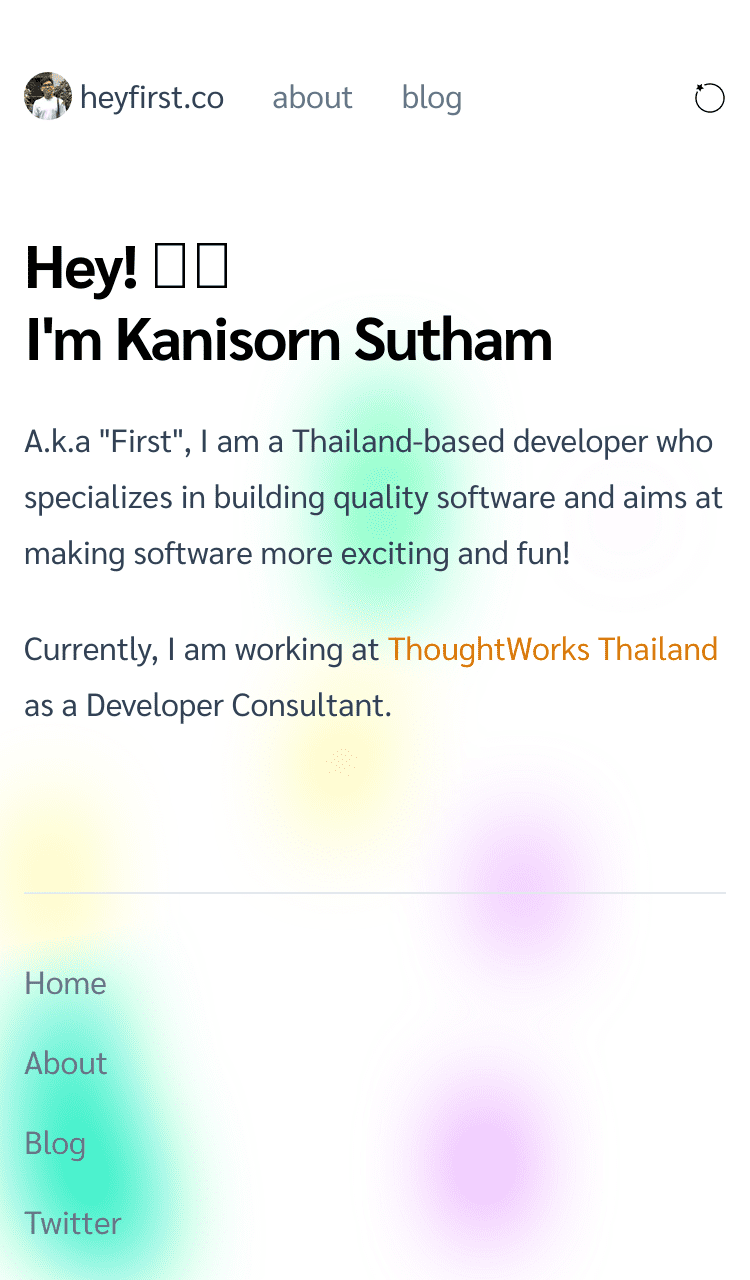 heyfirst.co about blog
Hey!
I'm Kanisorn Sutham
A.k.a "First", I am a Thailand-based developer who
specializes in building quality software and aims at
making software more exciting and fun!
Currently, I am working at ThoughtWorks Thailand
as a Developer Consultant.
Home
About
Blog
Twitter